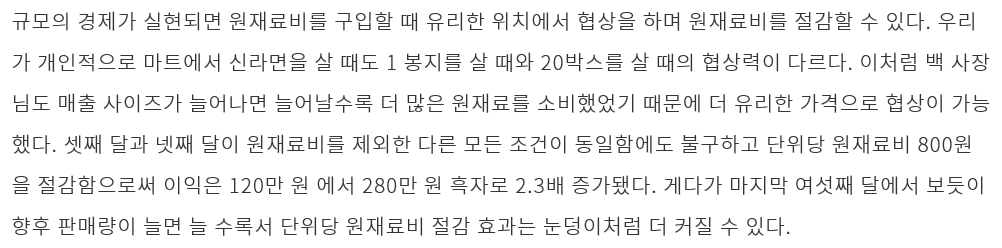 규모의 경제가 실현되면 원재료비를 구입할 때 유리한 위치에서 협상을 하며 원재료비를 절감할 수 있다. 우리
가 개인적으로 마트에서 신라면을 살 때도 1 봉지를 살 때와 20박스를 살 때의 협상력이 다르다. 이처럼 백 사장
님도 매출 사이즈가 늘어나면 늘어날수록 더 많은 원재료를 소비했었기 때문에 더 유리한 가격으로 협상이 가능
했다. 셋째 달과 넷째 달이 원재료비를 제외한 다른 모든 조건이 동일함에도 불구하고 단위당 원재료비 800원
을 절감함으로써 이익은 120만 원 에서 280만 원 흑자로 2.3배 증가됐다. 게다가 마지막 여섯째 달에서 보듯이
향후 판매량이 늘면 늘 수록서 단위당 원재료비 절감 효과는 눈덩이처럼 더 커질 수 있다.